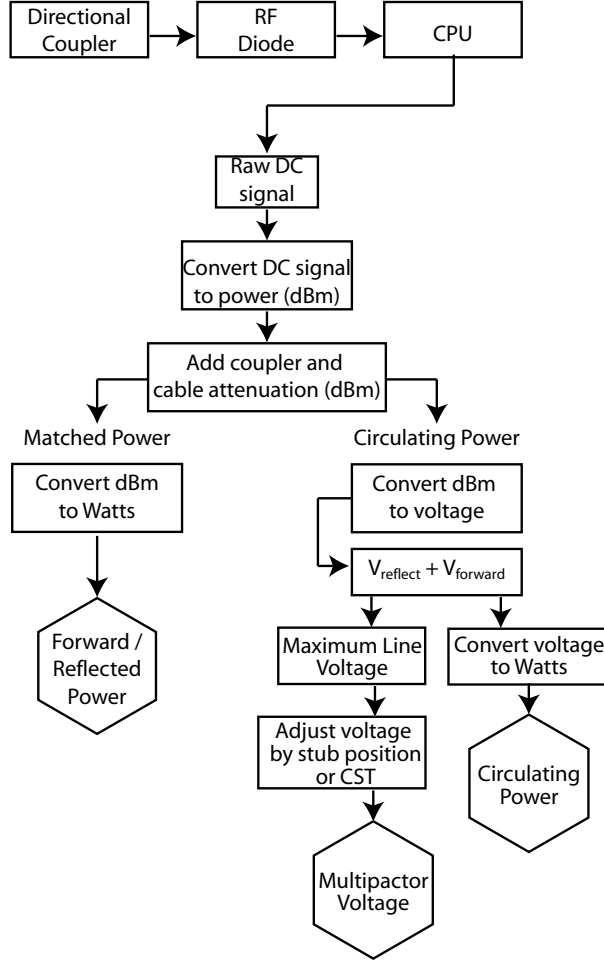 Directional
Coupler
RF
Diode
CPU
Raw DC
signal
Convert DC signal
to power (dBm)
Add coupler and
cable attenuation (dBm)
Matched Power
Circulating Power
Convert dBm
to Watts
Convert dBm
to voltage
V_reflect + V_forward
Forward /
Reflected
Power
Maximum Line
Voltage
Convert voltage
to Watts
Adjust voltage
by stub position
or CST
Circulating
Power
Multipactor
Voltage